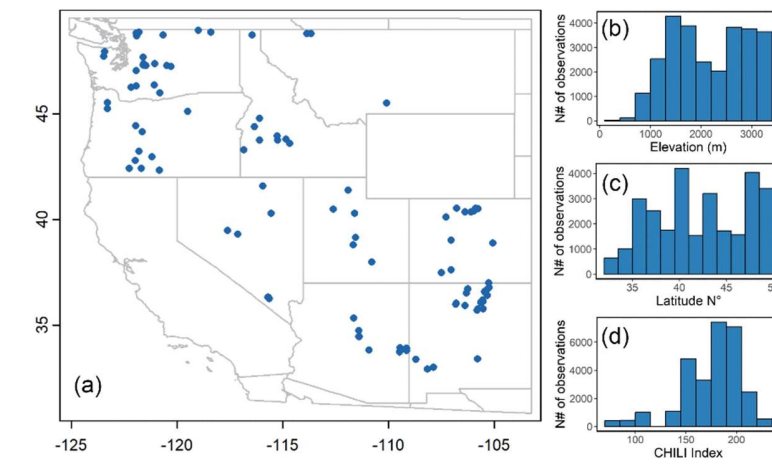 45
40
35
-125 -120 -115 -110 -105
(a)
(b)
N# of observations
4000
3000
2000
1000
0
0 1000 2000 3000
Elevation (m)
(c)
N# of observations
4000
3000
2000
1000
0
35 40 45
Latitude N°
(d)
N# of observations
6000
4000
2000
0
100 150 200
CHILI Index